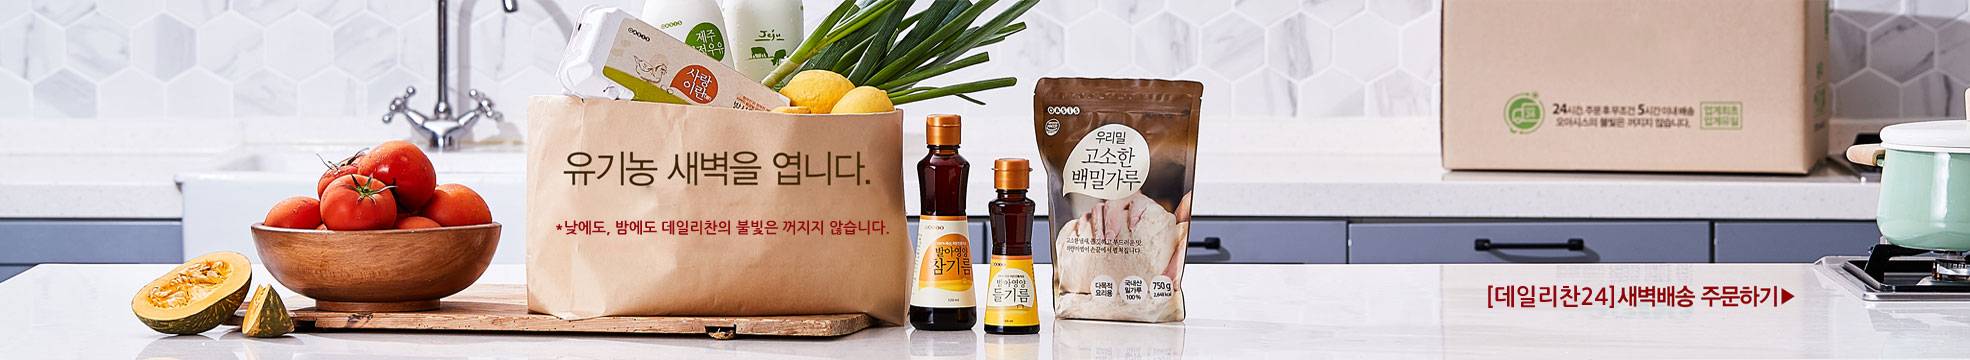 OASIS
제주
Jeju
사랑
이란
유기농 새벽을 엽니다.
*낮에도, 밤에도 데일리찬의 불빛은 꺼지지 않습니다.
발아영양
참기름
발아영양
들기름
OASIS
우리밀
고소한
백밀가루
다목적
요리용
국내산
밀가루
100%
750g
24시간, 주문 후 무조건 5시간 이내 배송
오아시스의 불빛은 꺼지지 않습니다.
업계최초
업계유일
[데일리찬24]새벽배송 주문하기▶